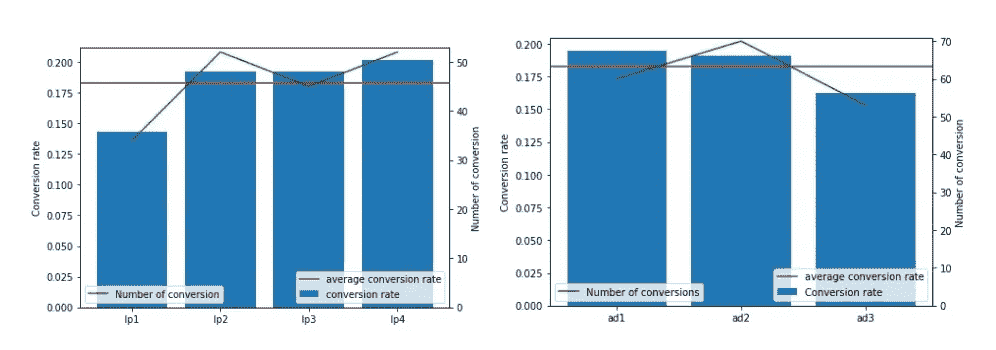 0.200
0.175
0.150
0.125
0.100
0.075
0.050
0.025
0.000
Conversion rate
50
40
30
20
10
0
Number of conversion
Number of conversion
average conversion rate
conversion rate
lp1 lp2 lp3 lp4
0.200
0.175
0.150
0.125
0.100
0.075
0.050
0.025
0.000
Conversion rate
70
60
50
40
30
20
10
0
Number of conversion
Number of conversions
average conversion rate
Conversion rate
ad1 ad2 ad3